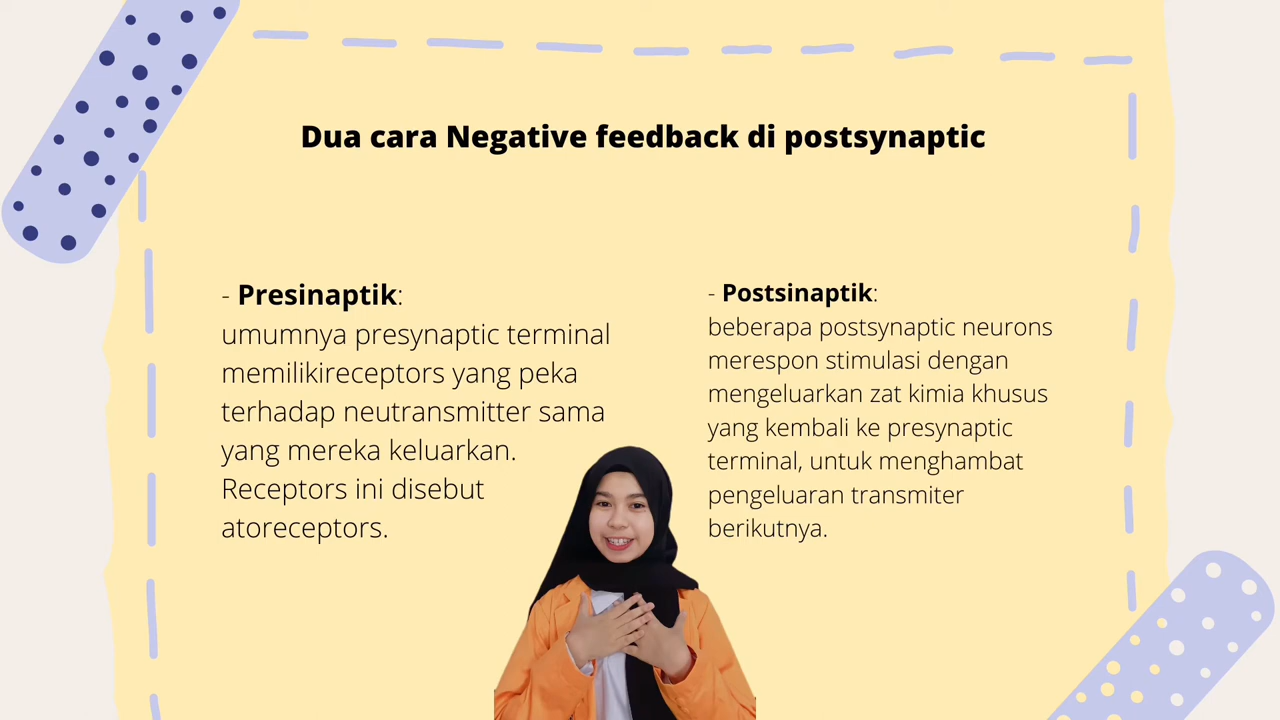 Dua cara Negative feedback di postsynaptic
- Presinaptik:
umumnya presynaptic terminal
memilikireceptors yang peka
terhadap neutransmitter sama
yang mereka keluarkan.
Receptors ini disebut
atoreceptors.
- Postsinaptik:
beberapa postsynaptic neurons
merespon stimulasi dengan
mengeluarkan zat kimia khusus
yang kembali ke presynaptic
terminal, untuk menghambat
pengeluaran transmiter
berikutnya.